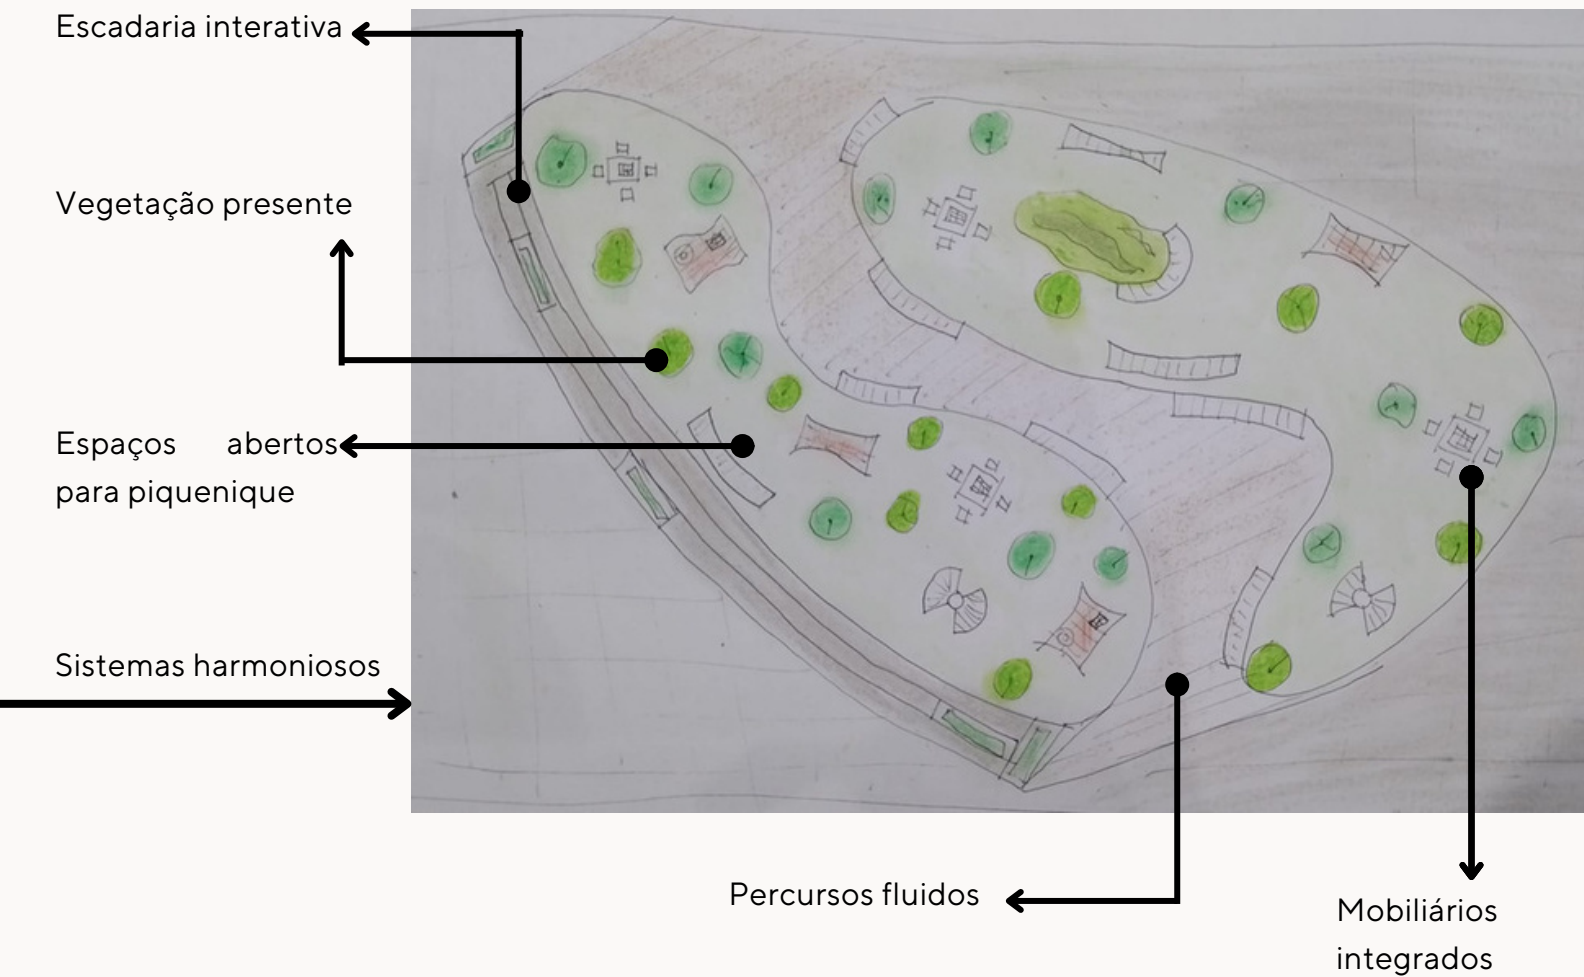 Escadaria interativa
Vegetação presente
Espaços abertos
para piquenique
Sistemas harmoniosos
Percursos fluidos
Mobiliários
integrados